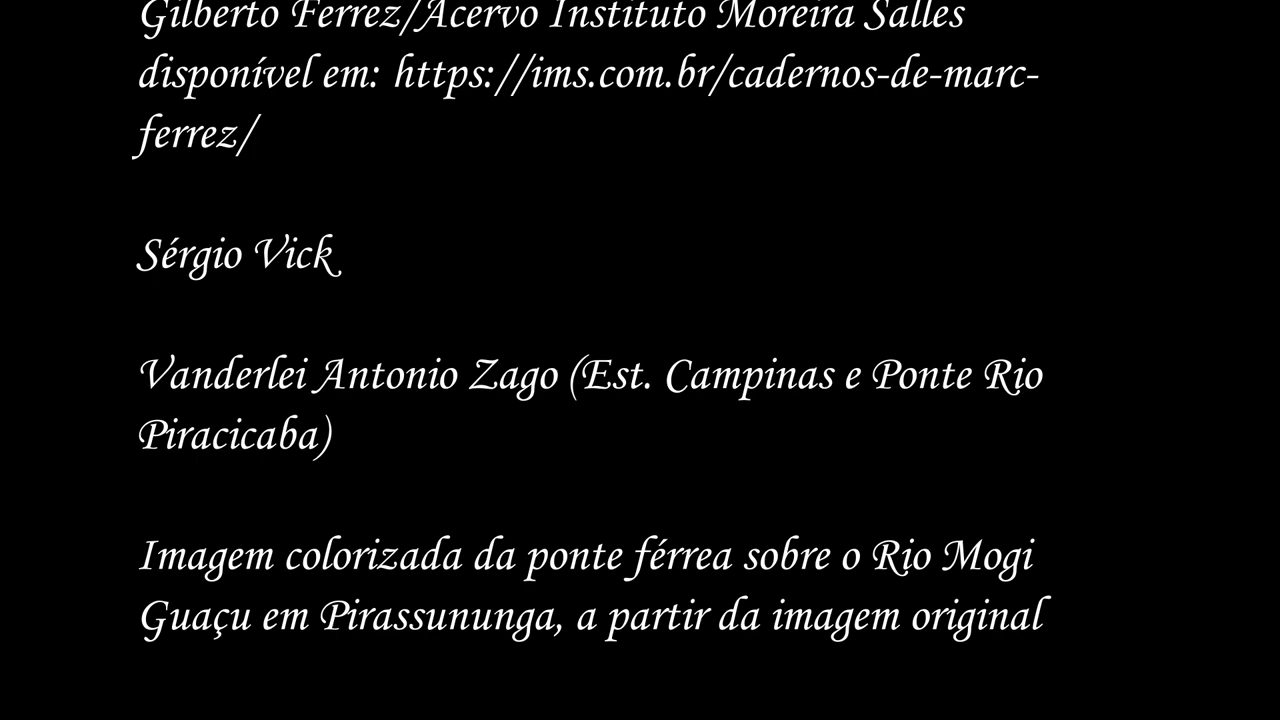 Gilberto Ferrez/Acervo Instituto Moreira Salles
disponível em: https://ims.com.br/cadernos-de-marc-
ferrez/
Sérgio Vick
Vanderlei Antonio Zago (Est. Campinas e Ponte Rio
Piracicaba)
Imagem colorizada da ponte férrea sobre o Rio Mogi
Guaçu em Pirassununga, a partir da imagem original